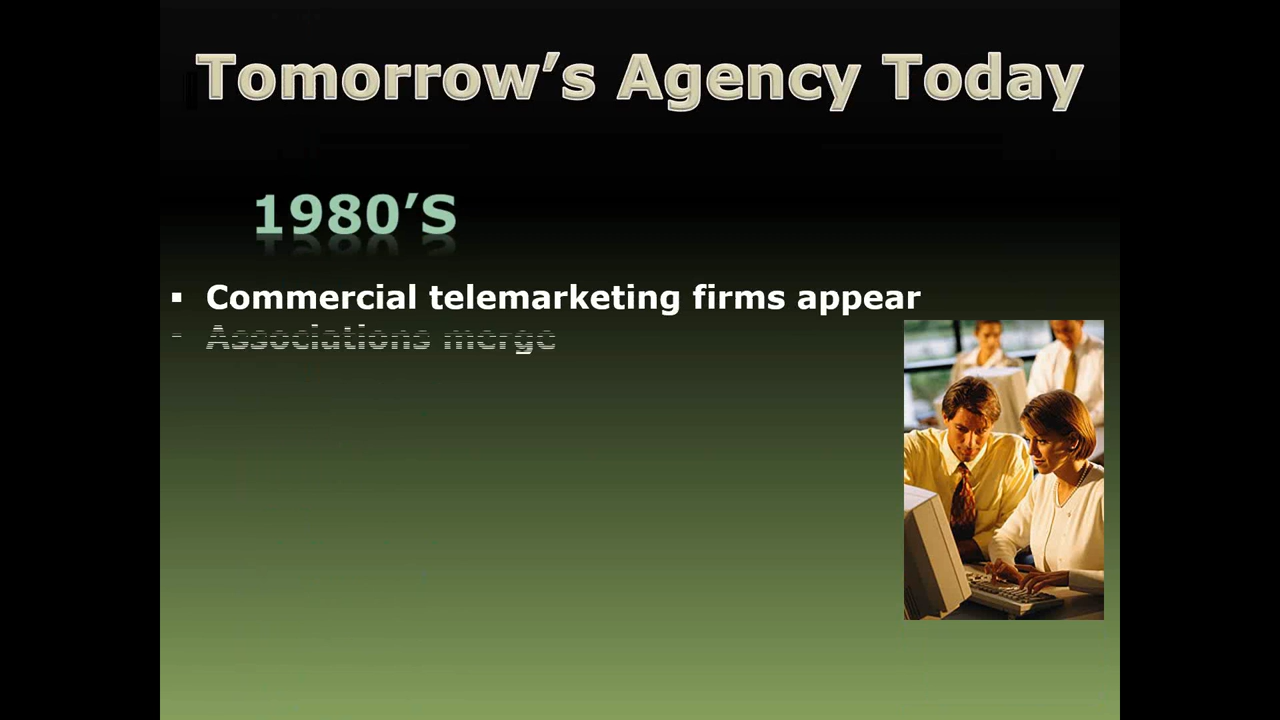 Tomorrow’s Agency Today
1980’S
▪ Commercial telemarketing firms appear
▪ Associations merge